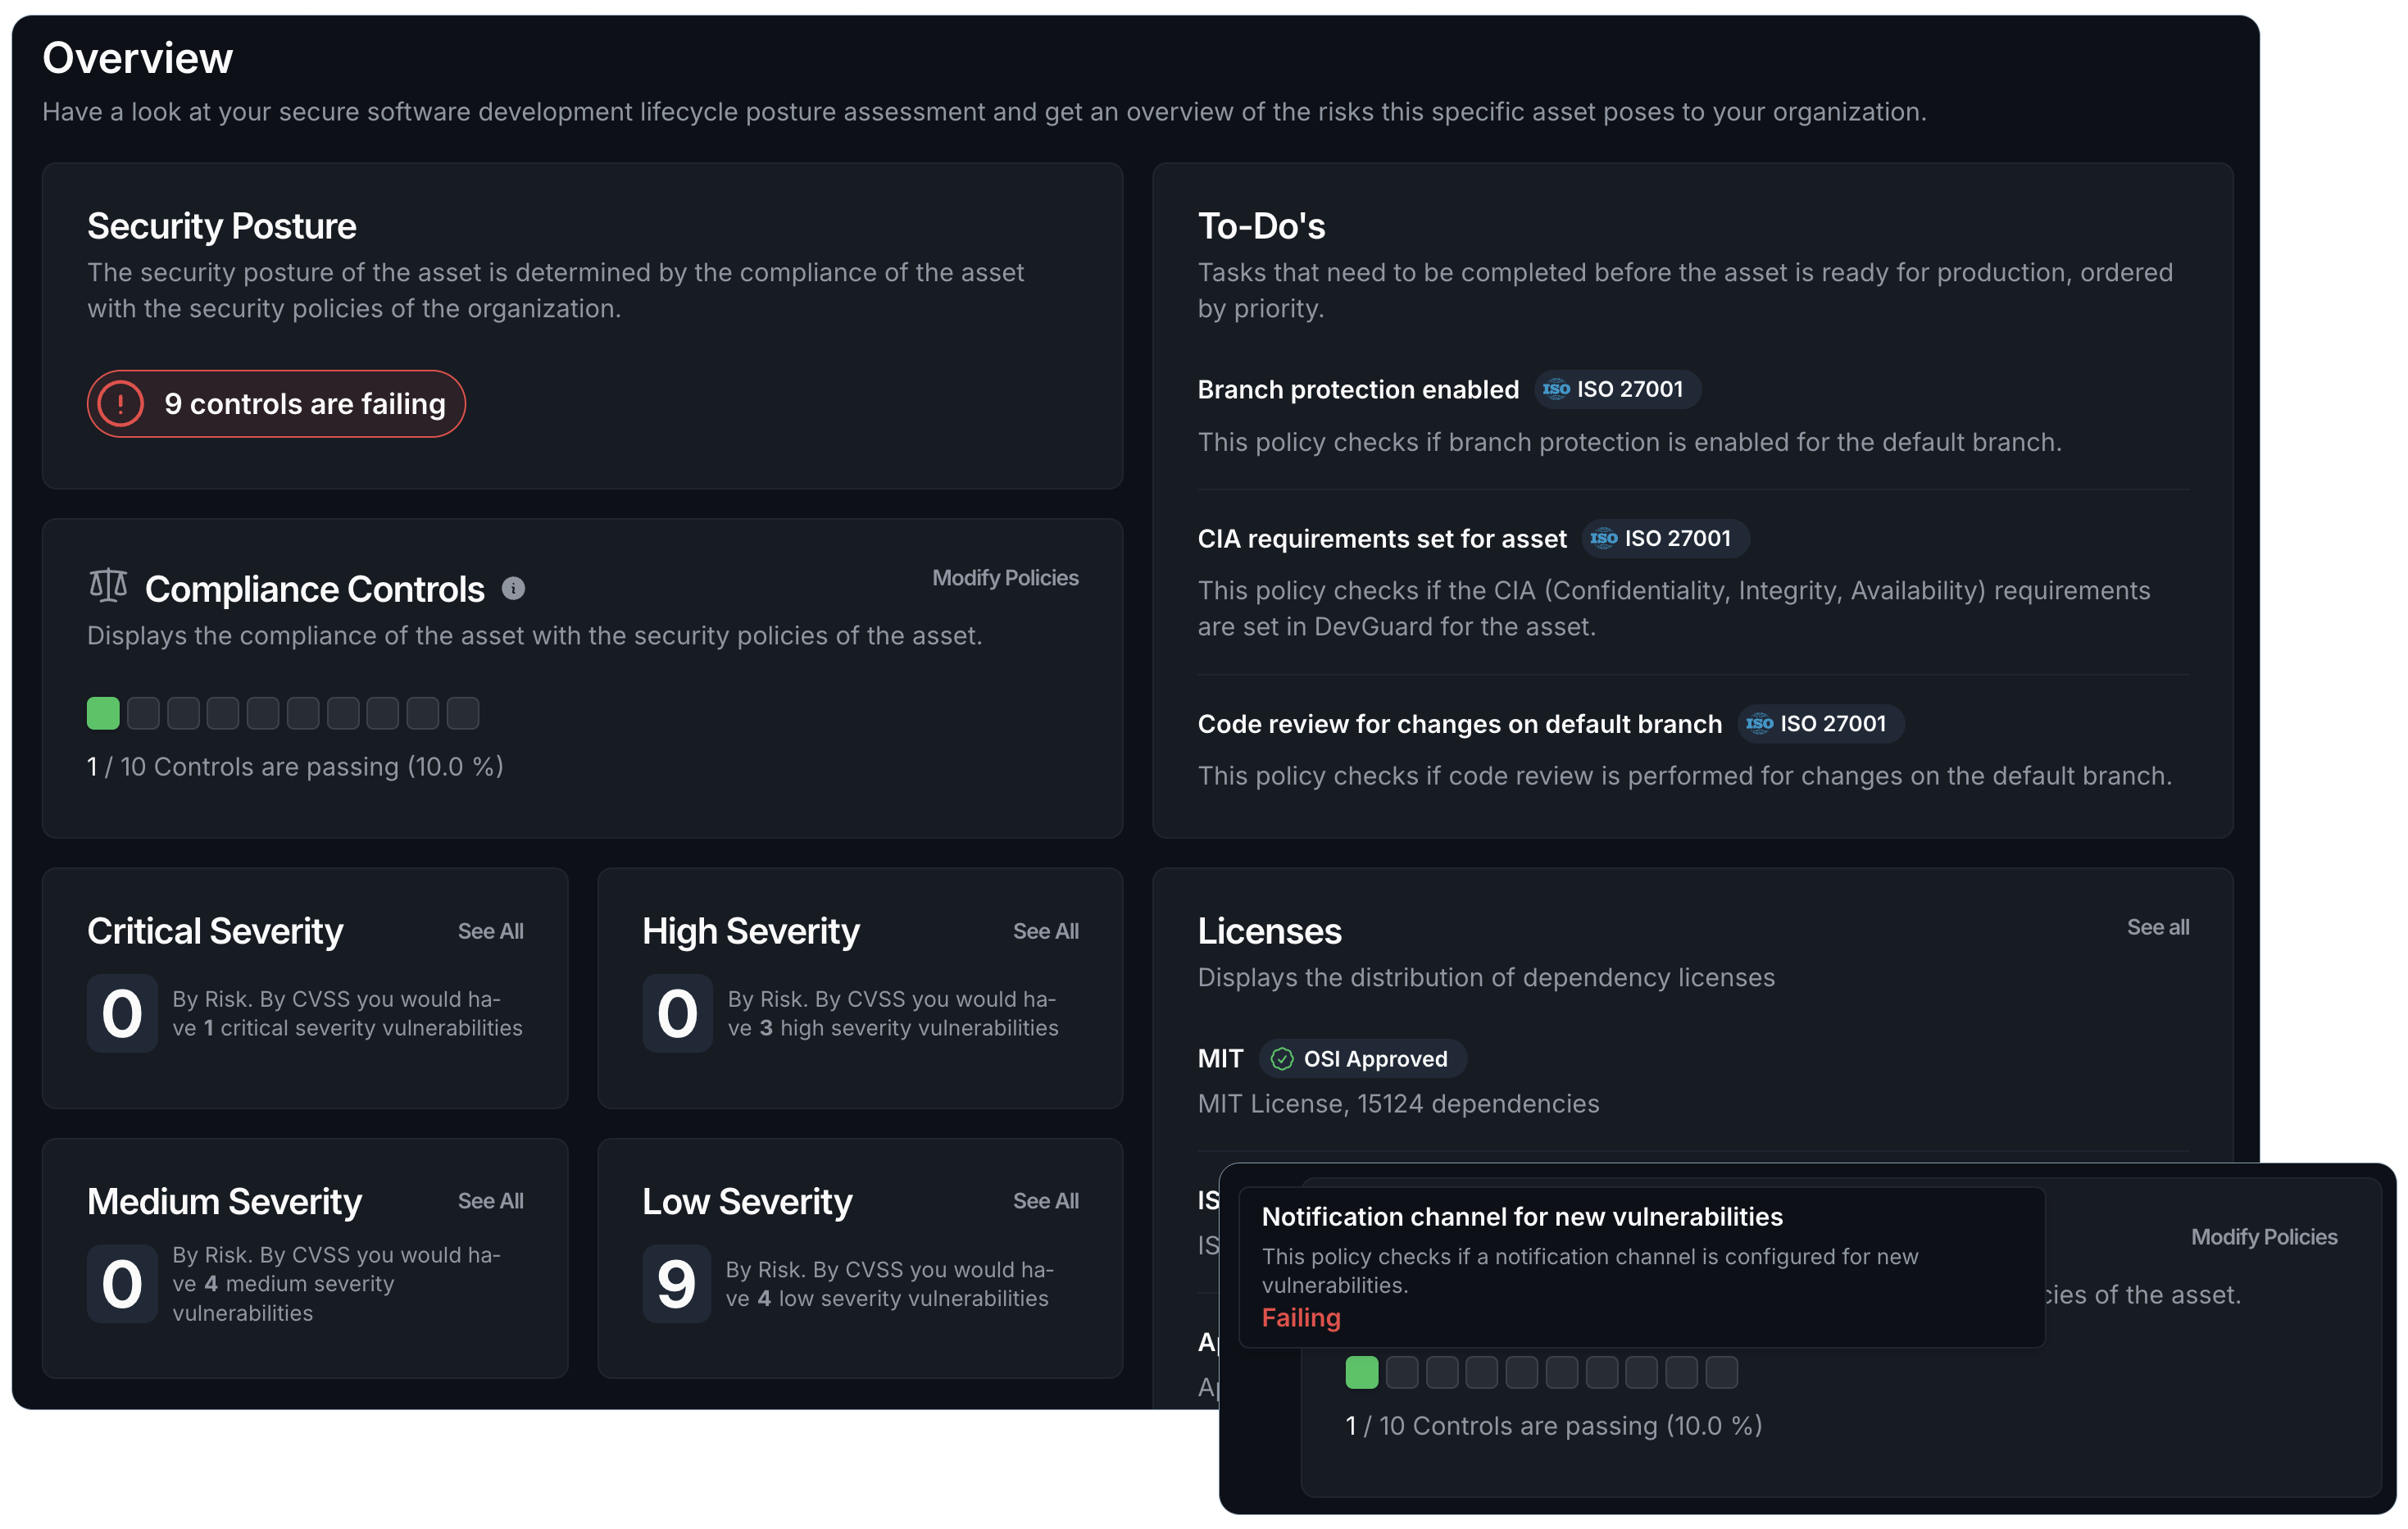 Overview
Have a look at your secure software development lifecycle posture assessment and get an overview of the risks this specific asset poses to your organization.
Security Posture
The security posture of the asset is determined by the compliance of the asset
with the security policies of the organization.
9 controls are failing
Compliance Controls
Modify Policies
Displays the compliance of the asset with the security policies of the asset.
1 / 10 Controls are passing (10.0 %)
To-Do's
Tasks that need to be completed before the asset is ready for production, ordered
by priority.
Branch protection enabled ISO ISO 27001
This policy checks if branch protection is enabled for the default branch.
CIA requirements set for asset ISO ISO 27001
This policy checks if the CIA (Confidentiality, Integrity, Availability) requirements
are set in DevGuard for the asset.
Code review for changes on default branch ISO ISO 27001
This policy checks if code review is performed for changes on the default branch.
Critical Severity See All
0
By Risk. By CVSS you would ha-
ve 1 critical severity vulnerabilities
High Severity See All
0
By Risk. By CVSS you would ha-
ve 3 high severity vulnerabilities
Medium Severity See All
0
By Risk. By CVSS you would ha-
ve 4 medium severity
vulnerabilities
Low Severity See All
9
By Risk. By CVSS you would ha-
ve 4 low severity vulnerabilities
Licenses See all
Displays the distribution of dependency licenses
MIT OSI Approved
MIT License, 15124 dependencies
Notification channel for new vulnerabilities
This policy checks if a notification channel is configured for new
vulnerabilities.
Failing
Modify Policies
of the asset.
1 / 10 Controls are passing (10.0 %)